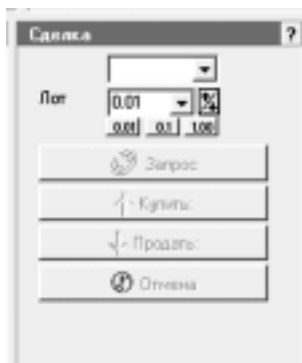 Сделка ?
Лот 0.01
0.01 0.1 1.00
Запрос
Купить:
Продать:
Отмена